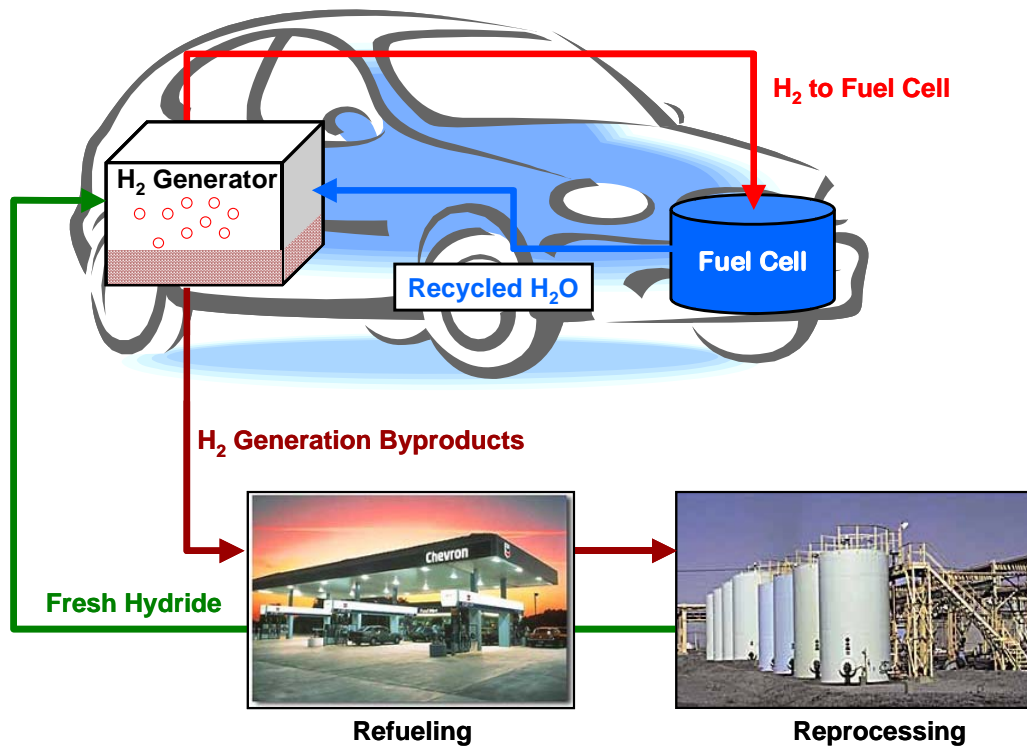 H₂ to Fuel Cell
H₂ Generator
Fuel Cell
Recycled H₂O
H₂ Generation Byproducts
Chevron
Fresh Hydride
Refueling
Reprocessing